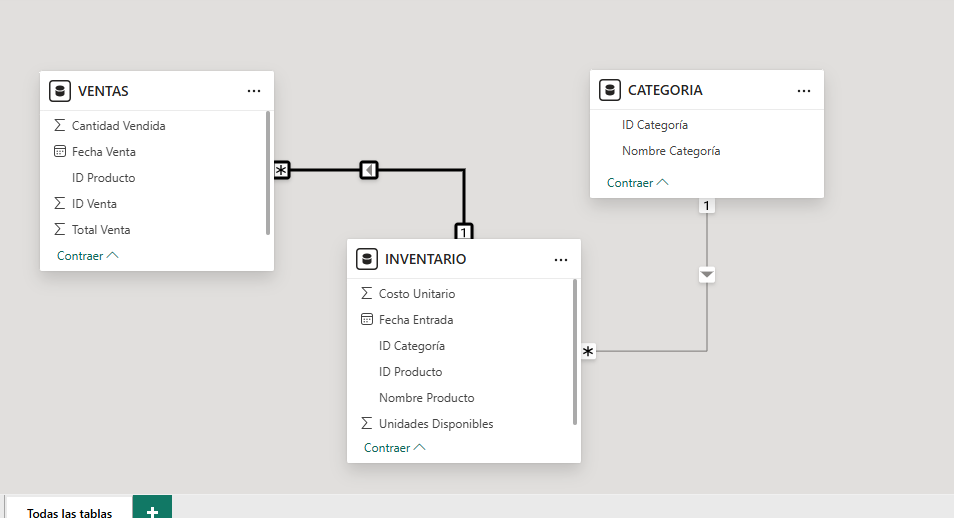 VENTAS
Cantidad Vendida
Fecha Venta
ID Producto
ID Venta
Total Venta
Contraer
*
1
INVENTARIO
Costo Unitario
Fecha Entrada
ID Categoría
ID Producto
Nombre Producto
Unidades Disponibles
Contraer
CATEGORIA
ID Categoría
Nombre Categoría
Contraer
1
*
Todas las tablas
+